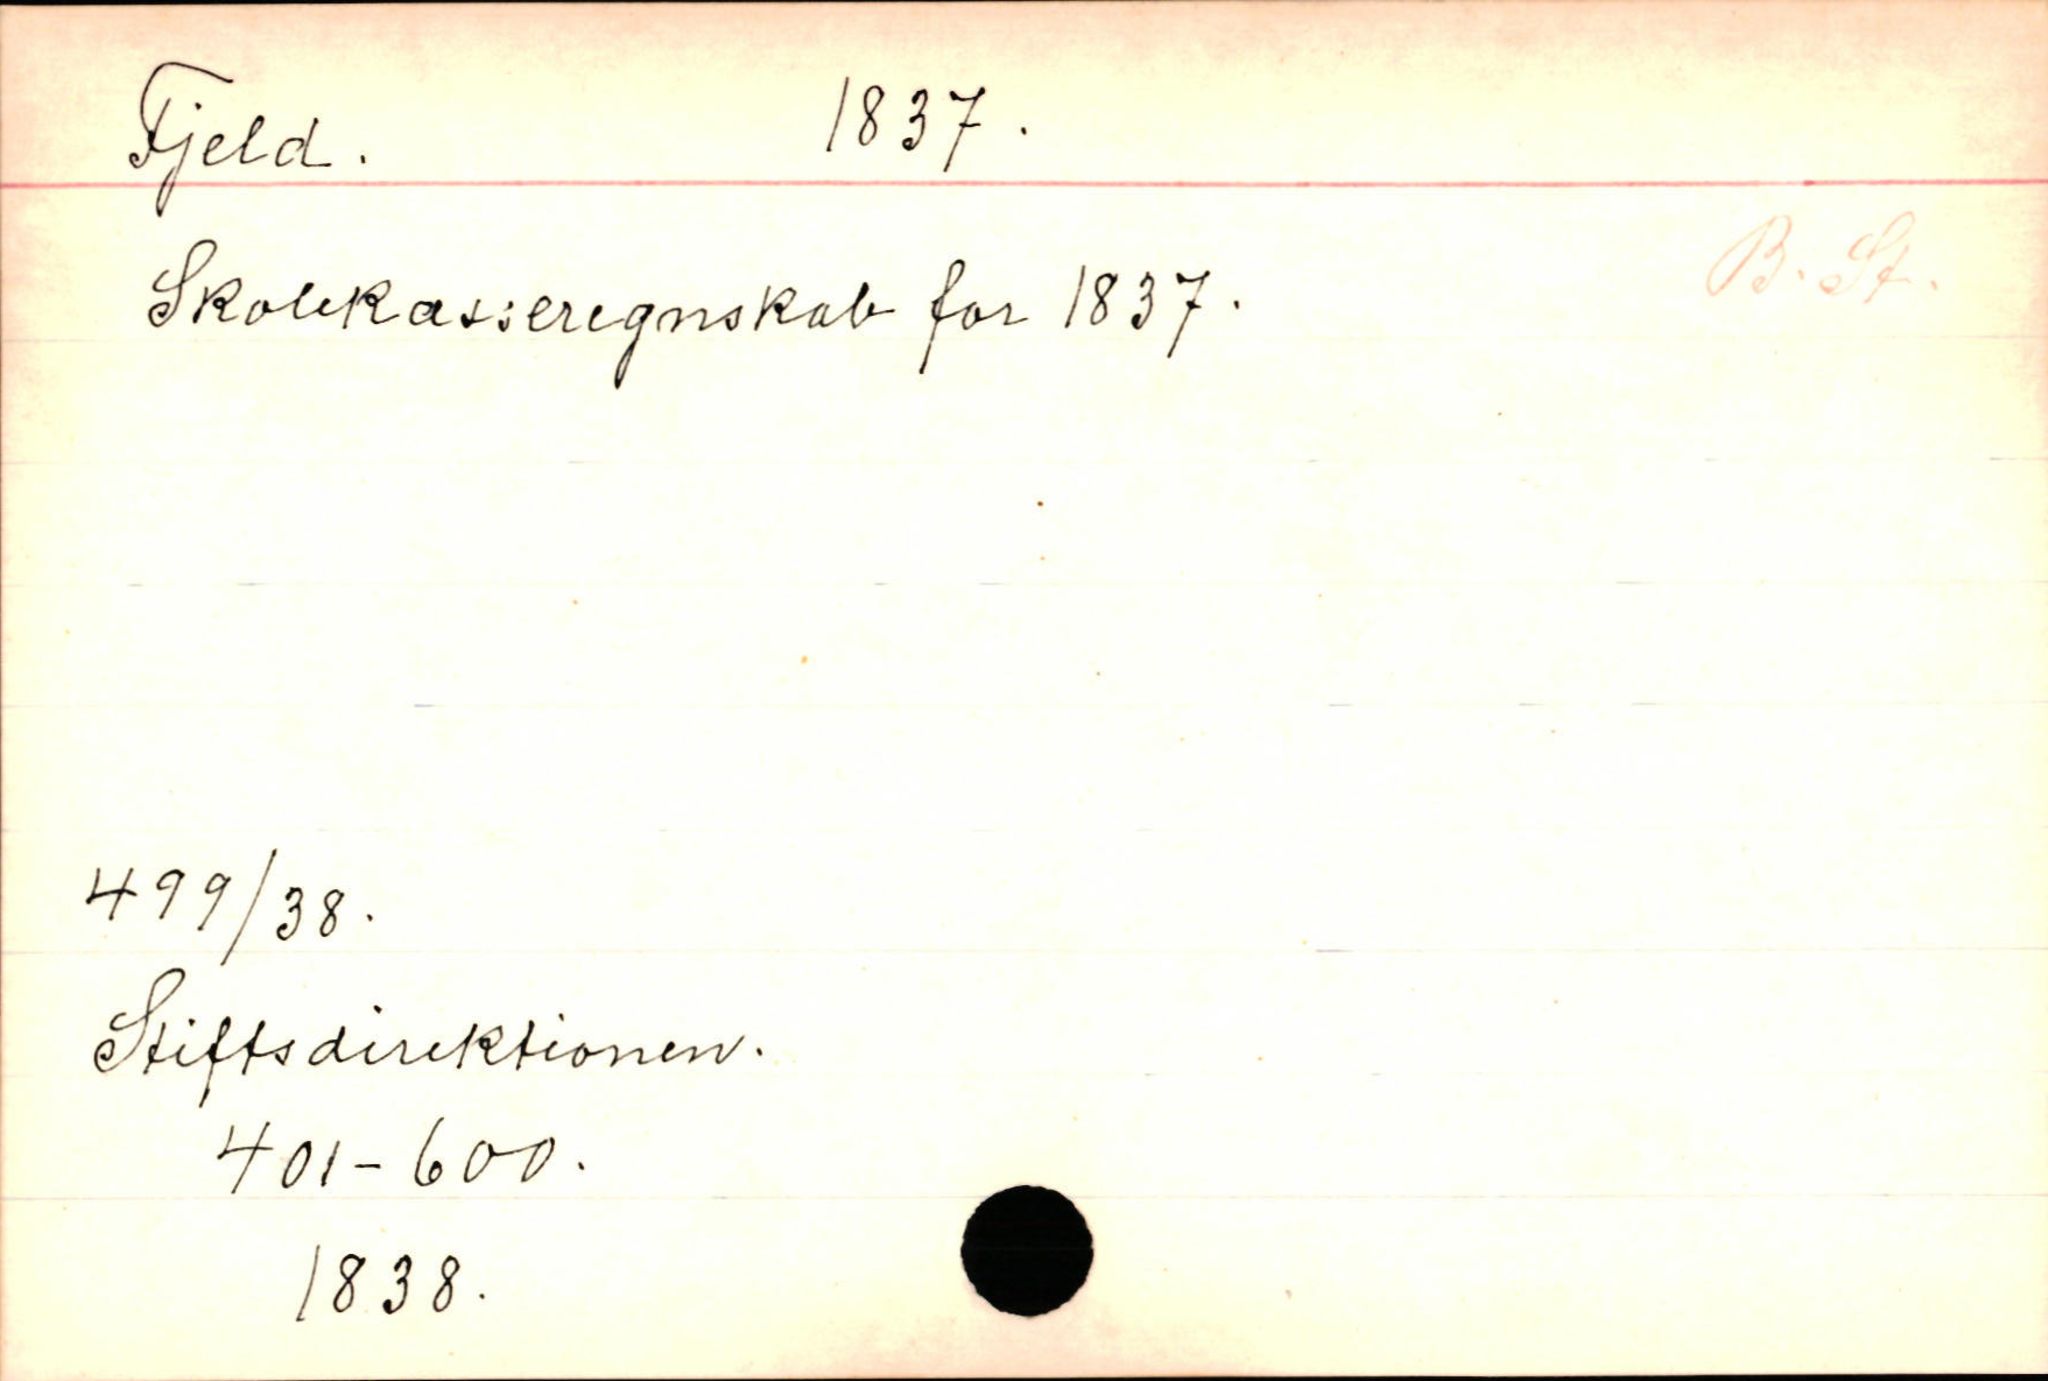 Fjeld. 1837.
B. St.
Skolekasseregnskab for 1837.
499/38.
Stiftsdirektionen.
401-600.
1838.